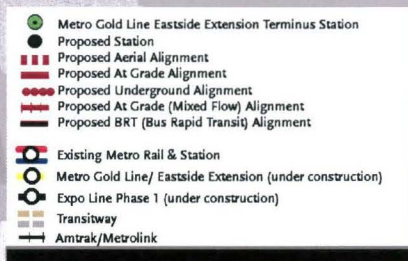 Metro Gold Line Eastside Extension Terminus Station
Proposed Station
Proposed Aerial Alignment
Proposed At Grade Alignment
Proposed Underground Alignment
Proposed At Grade (Mixed Flow) Alignment
Proposed BRT (Bus Rapid Transit) Alignment
Existing Metro Rail & Station
Metro Gold Line/ Eastside Extension (under construction)
Expo Line Phase 1 (under construction)
Transitway
Amtrak/Metrolink